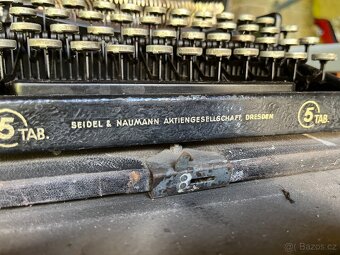 5 TAB.
SEIDEL & NAUMANN AKTIENGESELLSCHAFT, DRESDEN
5 TAB.
Bazos.cz